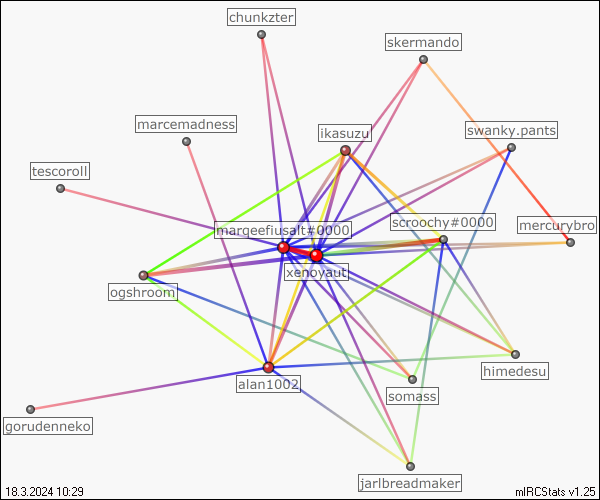 chunkzter
skermando
marcemadness
ikasuzu
swanky.pants
tescoroll
margeefiusalt#0000
scroochy#0000
mercurybro
xenoyaut
ogshroom
himedesu
alan1002
somass
gorudenneko
jarlbreadmaker
18.3.2024 10:29
mIRCStats v1.25